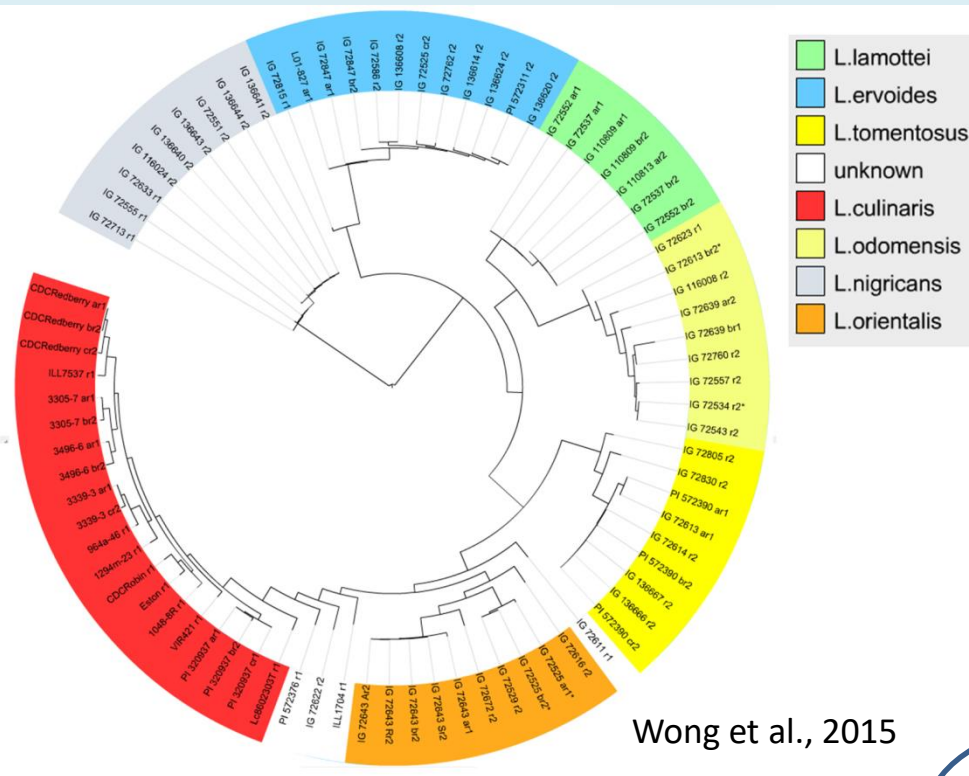 L.lamottei
L.ervoides
L.tomentosus
unknown
L.culinaris
L.odomensis
L.nigricans
L.orientalis
IG 72713 r1
IG 72555 r1
IG 72633 r1
IG 116024 r2
IG 136640 r2
IG 136643 r2
IG 72551 r2
IG 136644 r2
IG 136641 r2
IG 72815 r1
L01-827 ar1
IG 72847 ar1
IG 72847 br2
IG 72586 r2
IG 136608 r2
IG 72525 cr2
IG 72762 r2
IG 136614 r2
IG 136624 r2
PI 572311 r2
IG 136620 r2
IG 72552 ar1
IG 72537 ar1
IG 110809 ar1
IG 110809 br2
IG 110813 ar2
IG 72537 br2
IG 72552 br2
IG 72623 r1
IG 72613 br2*
IG 116008 r2
IG 72639 ar2
IG 72639 br1
IG 72760 r2
IG 72557 r2
IG 72534 r2*
IG 72543 r2
IG 72805 r2
IG 72830 r2
PI 572390 ar1
IG 72613 ar1
IG 72614 r2
PI 572390 br2
IG 136667 r2
IG 136666 r2
PI 572390 cr2
IG 72611 r1
IG 72616 r2
IG 72525 ar1*
IG 72525 br2*
IG 72529 r2
IG 72672 r2
IG 72643 ar1
IG 72643 Sr2
IG 72643 br2
IG 72643 Rr2
IG 72643 Ar2
ILL1704 r1
IG 72622 r2
PI 572376 r1
Lc8602303T r1
PI 320937 cr1
PI 320937 br2
PI 320937 ar1
VIR421 r1
1048-8R r1
Eston r1
CDCRobin r1
1294m-23 r1
964a-46 r1
3339-3 cr2
3339-3 ar1
3496-6 br2
3496-6 ar1
3305-7 br2
3305-7 ar1
ILL7537 r1
CDCRedberry cr2
CDCRedberry br2
CDCRedberry ar1
Wong et al., 2015